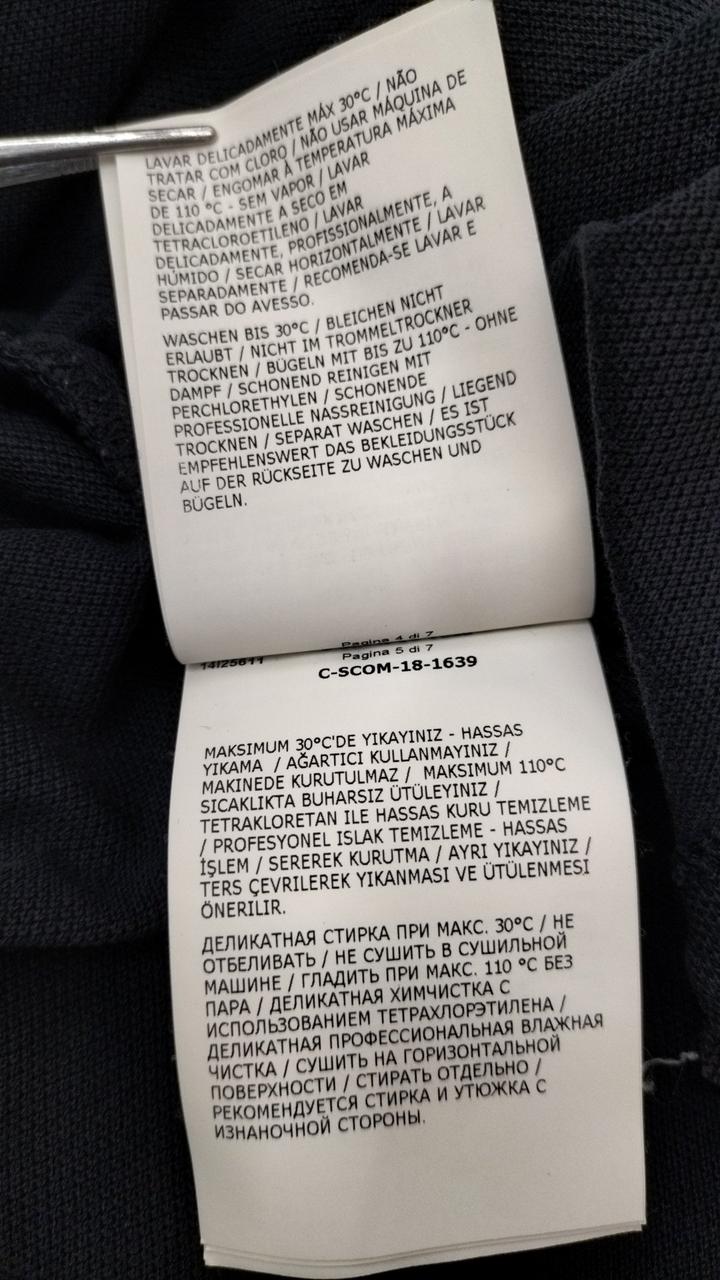 LAVAR DELICADAMENTE MÁX 30°C / NÃO
TRATAR COM CLORO / NÃO USAR MÁQUINA DE
SECAR / ENGOMAR À TEMPERATURA MÁXIMA
DE 110 °C - SEM VAPOR / LAVAR
DELICADAMENTE A SECO EM
TETRACLOROETILENO / LAVAR
DELICADAMENTE, PROFISSIONALMENTE, A
HÚMIDO / SECAR HORIZONTALMENTE / LAVAR
SEPARADAMENTE / RECOMENDA-SE LAVAR E
PASSAR DO AVESSO.
WASCHEN BIS 30°C / BLEICHEN NICHT
ERLAUBT / NICHT IM TROMMELTROCKNER
TROCKNEN / BÜGELN MIT BIS ZU 110°C - OHNE
DAMPF / SCHONEND REINIGEN MIT
PERCHLORETHYLEN / SCHONENDE
PROFESSIONELLE NASSREINIGUNG / LIEGEND
TROCKNEN / SEPARAT WASCHEN / ES IST
EMPFEHLENSWERT DAS BEKLEIDUNGSSTÜCK
AUF DER RÜCKSEITE ZU WASCHEN UND
BÜGELN.
Pagina 4 di 7
14I25611 Pagina 5 di 7
C-SCOM-18-1639
MAKSIMUM 30°C'DE YIKAYINIZ - HASSAS
YIKAMA / AĞARTICI KULLANMAYINIZ /
MAKINEDE KURUTULMAZ / MAKSIMUM 110°C
SICAKLIKTA BUHARSIZ ÜTÜLEYINIZ /
TETRAKLORETAN ILE HASSAS KURU TEMIZLEME
/ PROFESYONEL ISLAK TEMIZLEME - HASSAS
İŞLEM / SEREREK KURUTMA / AYRI YIKAYINIZ /
TERS ÇEVRILEREK YIKANMASI VE ÜTÜLENMESI
ÖNERILIR.
ДЕЛИКАТНАЯ СТИРКА ПРИ МАКС. 30°C / НЕ
ОТБЕЛИВАТЬ / НЕ СУШИТЬ В СУШИЛЬНОЙ
МАШИНЕ / ГЛАДИТЬ ПРИ МАКС. 110 °C БЕЗ
ПАРА / ДЕЛИКАТНАЯ ХИМЧИСТКА С
ИСПОЛЬЗОВАНИЕМ ТЕТРАХЛОРЭТИЛЕНА /
ДЕЛИКАТНАЯ ПРОФЕССИОНАЛЬНАЯ ВЛАЖНАЯ
ЧИСТКА / СУШИТЬ НА ГОРИЗОНТАЛЬНОЙ
ПОВЕРХНОСТИ / СТИРАТЬ ОТДЕЛЬНО /
РЕКОМЕНДУЕТСЯ СТИРКА И УТЮЖКА С
ИЗНАНОЧНОЙ СТОРОНЫ.